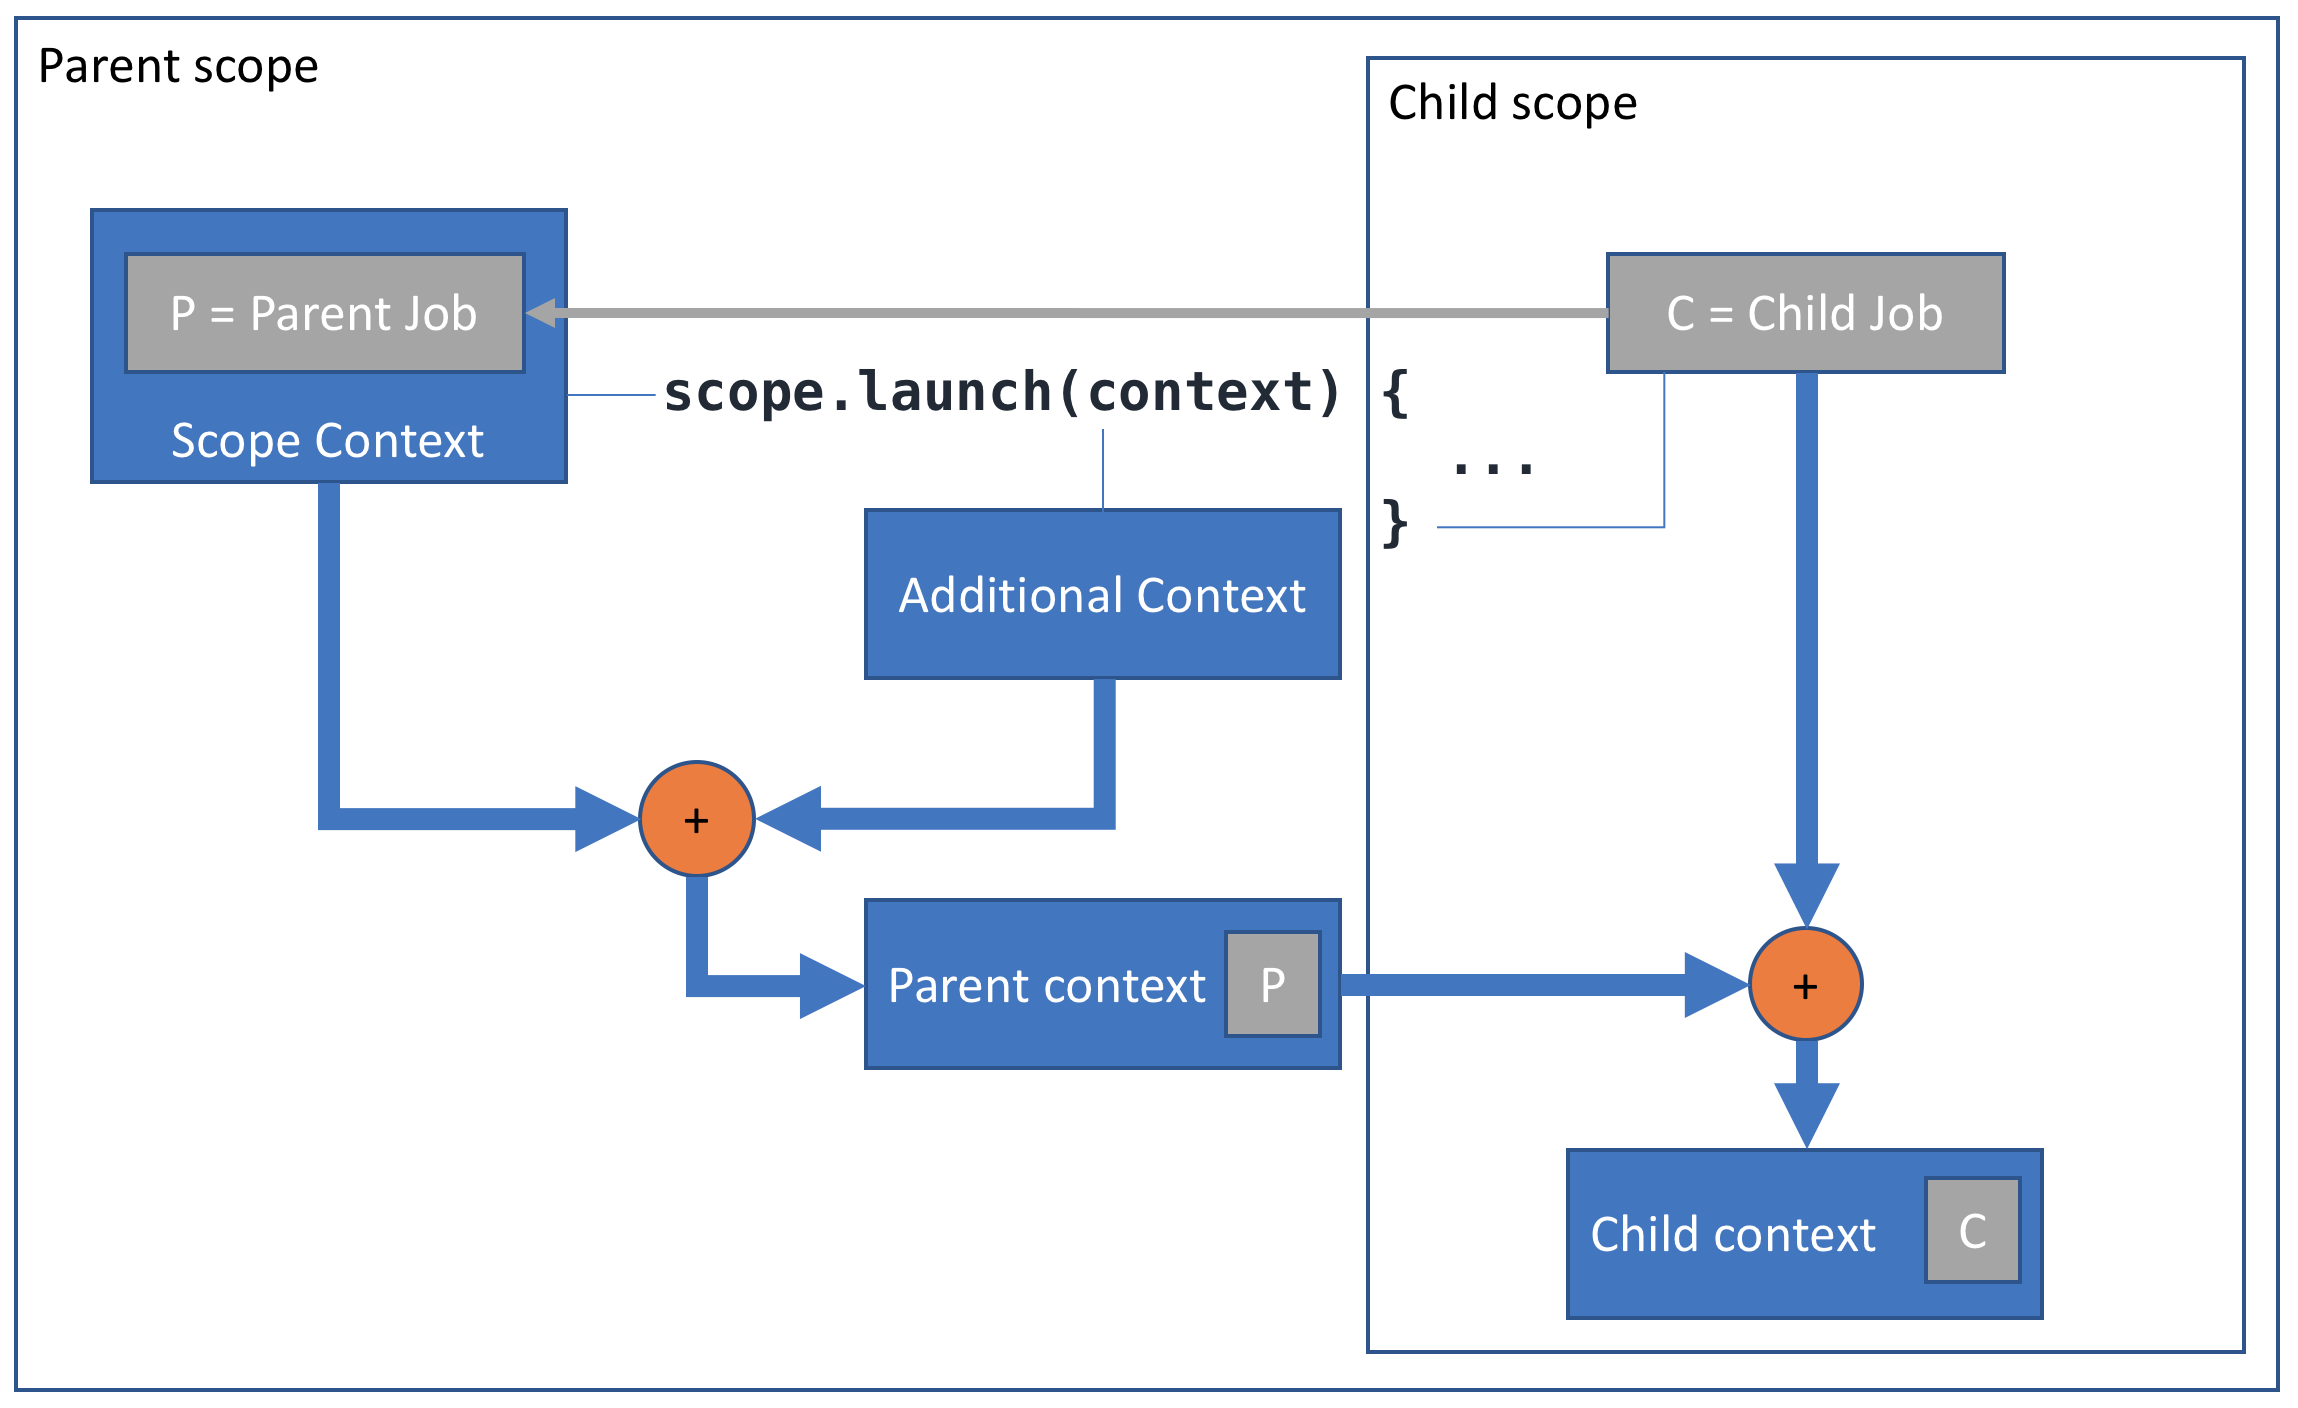 Parent scope
Child scope
P = Parent Job
C = Child Job
scope.launch(context) {
...
}
Scope Context
Additional Context
+
Parent context
P
+
Child context
C